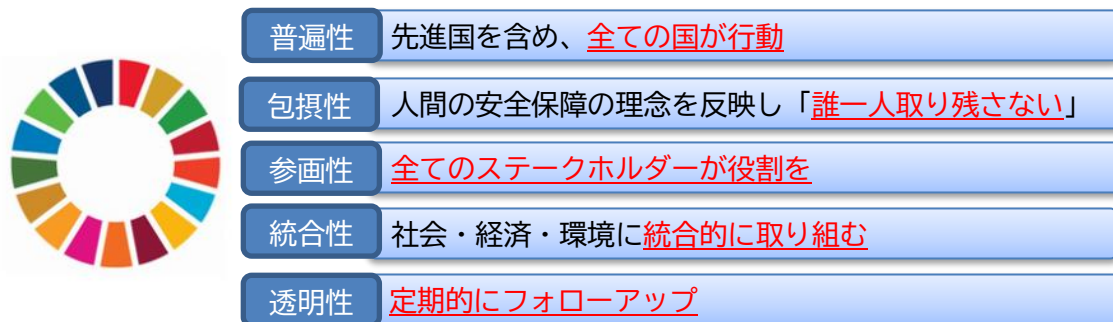 普遍性 先進国を含め、全ての国が行動
包摂性 人間の安全保障の理念を反映し「誰一人取り残さない」
参画性 全てのステークホルダーが役割を
統合性 社会・経済・環境に統合的に取り組む
透明性 定期的にフォローアップ